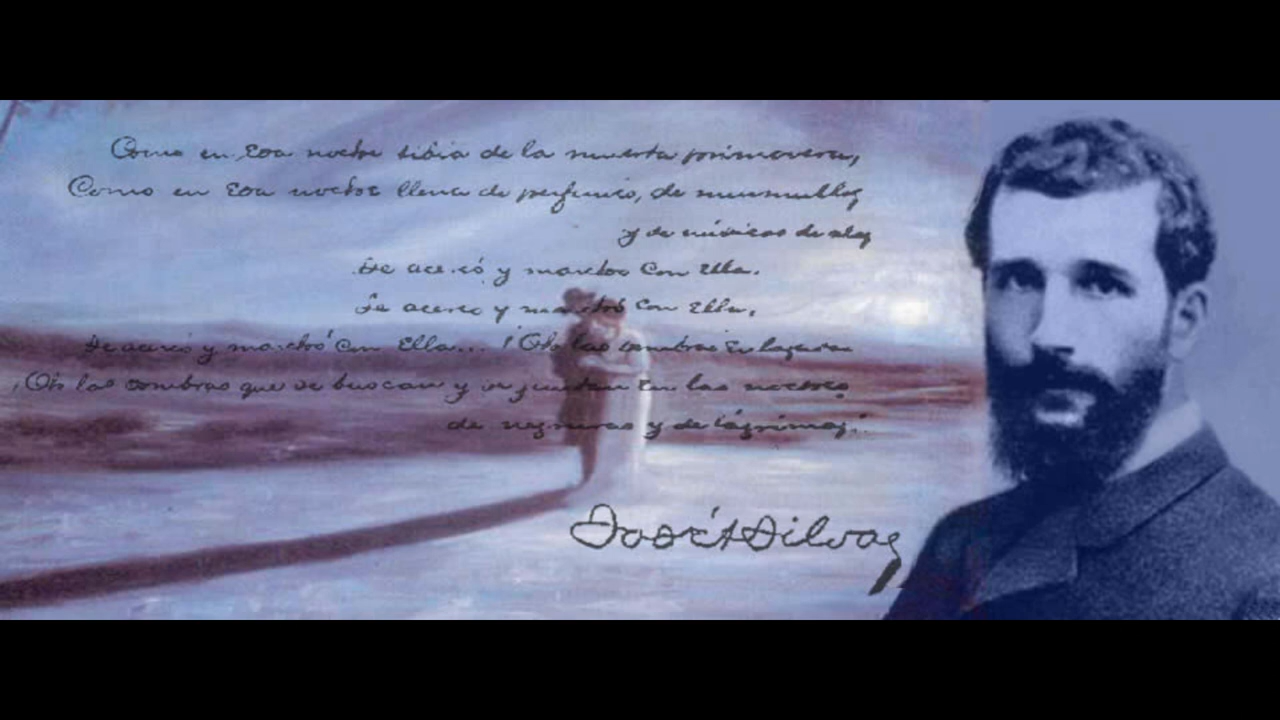 Como en esa noche tibia de la muerta primavera,
Como en esa noche llena de perfumes, de murmullos
y de músicas de alas
Se acercó y marchó con ella.
Se acerco y marchó con ella,
Se acercó y marchó con ella... ¡Oh las sombras enlazadas
¡Oh las sombras que se buscan y se juntan en las noches
de negruras y de lágrimas!..
José A Silva